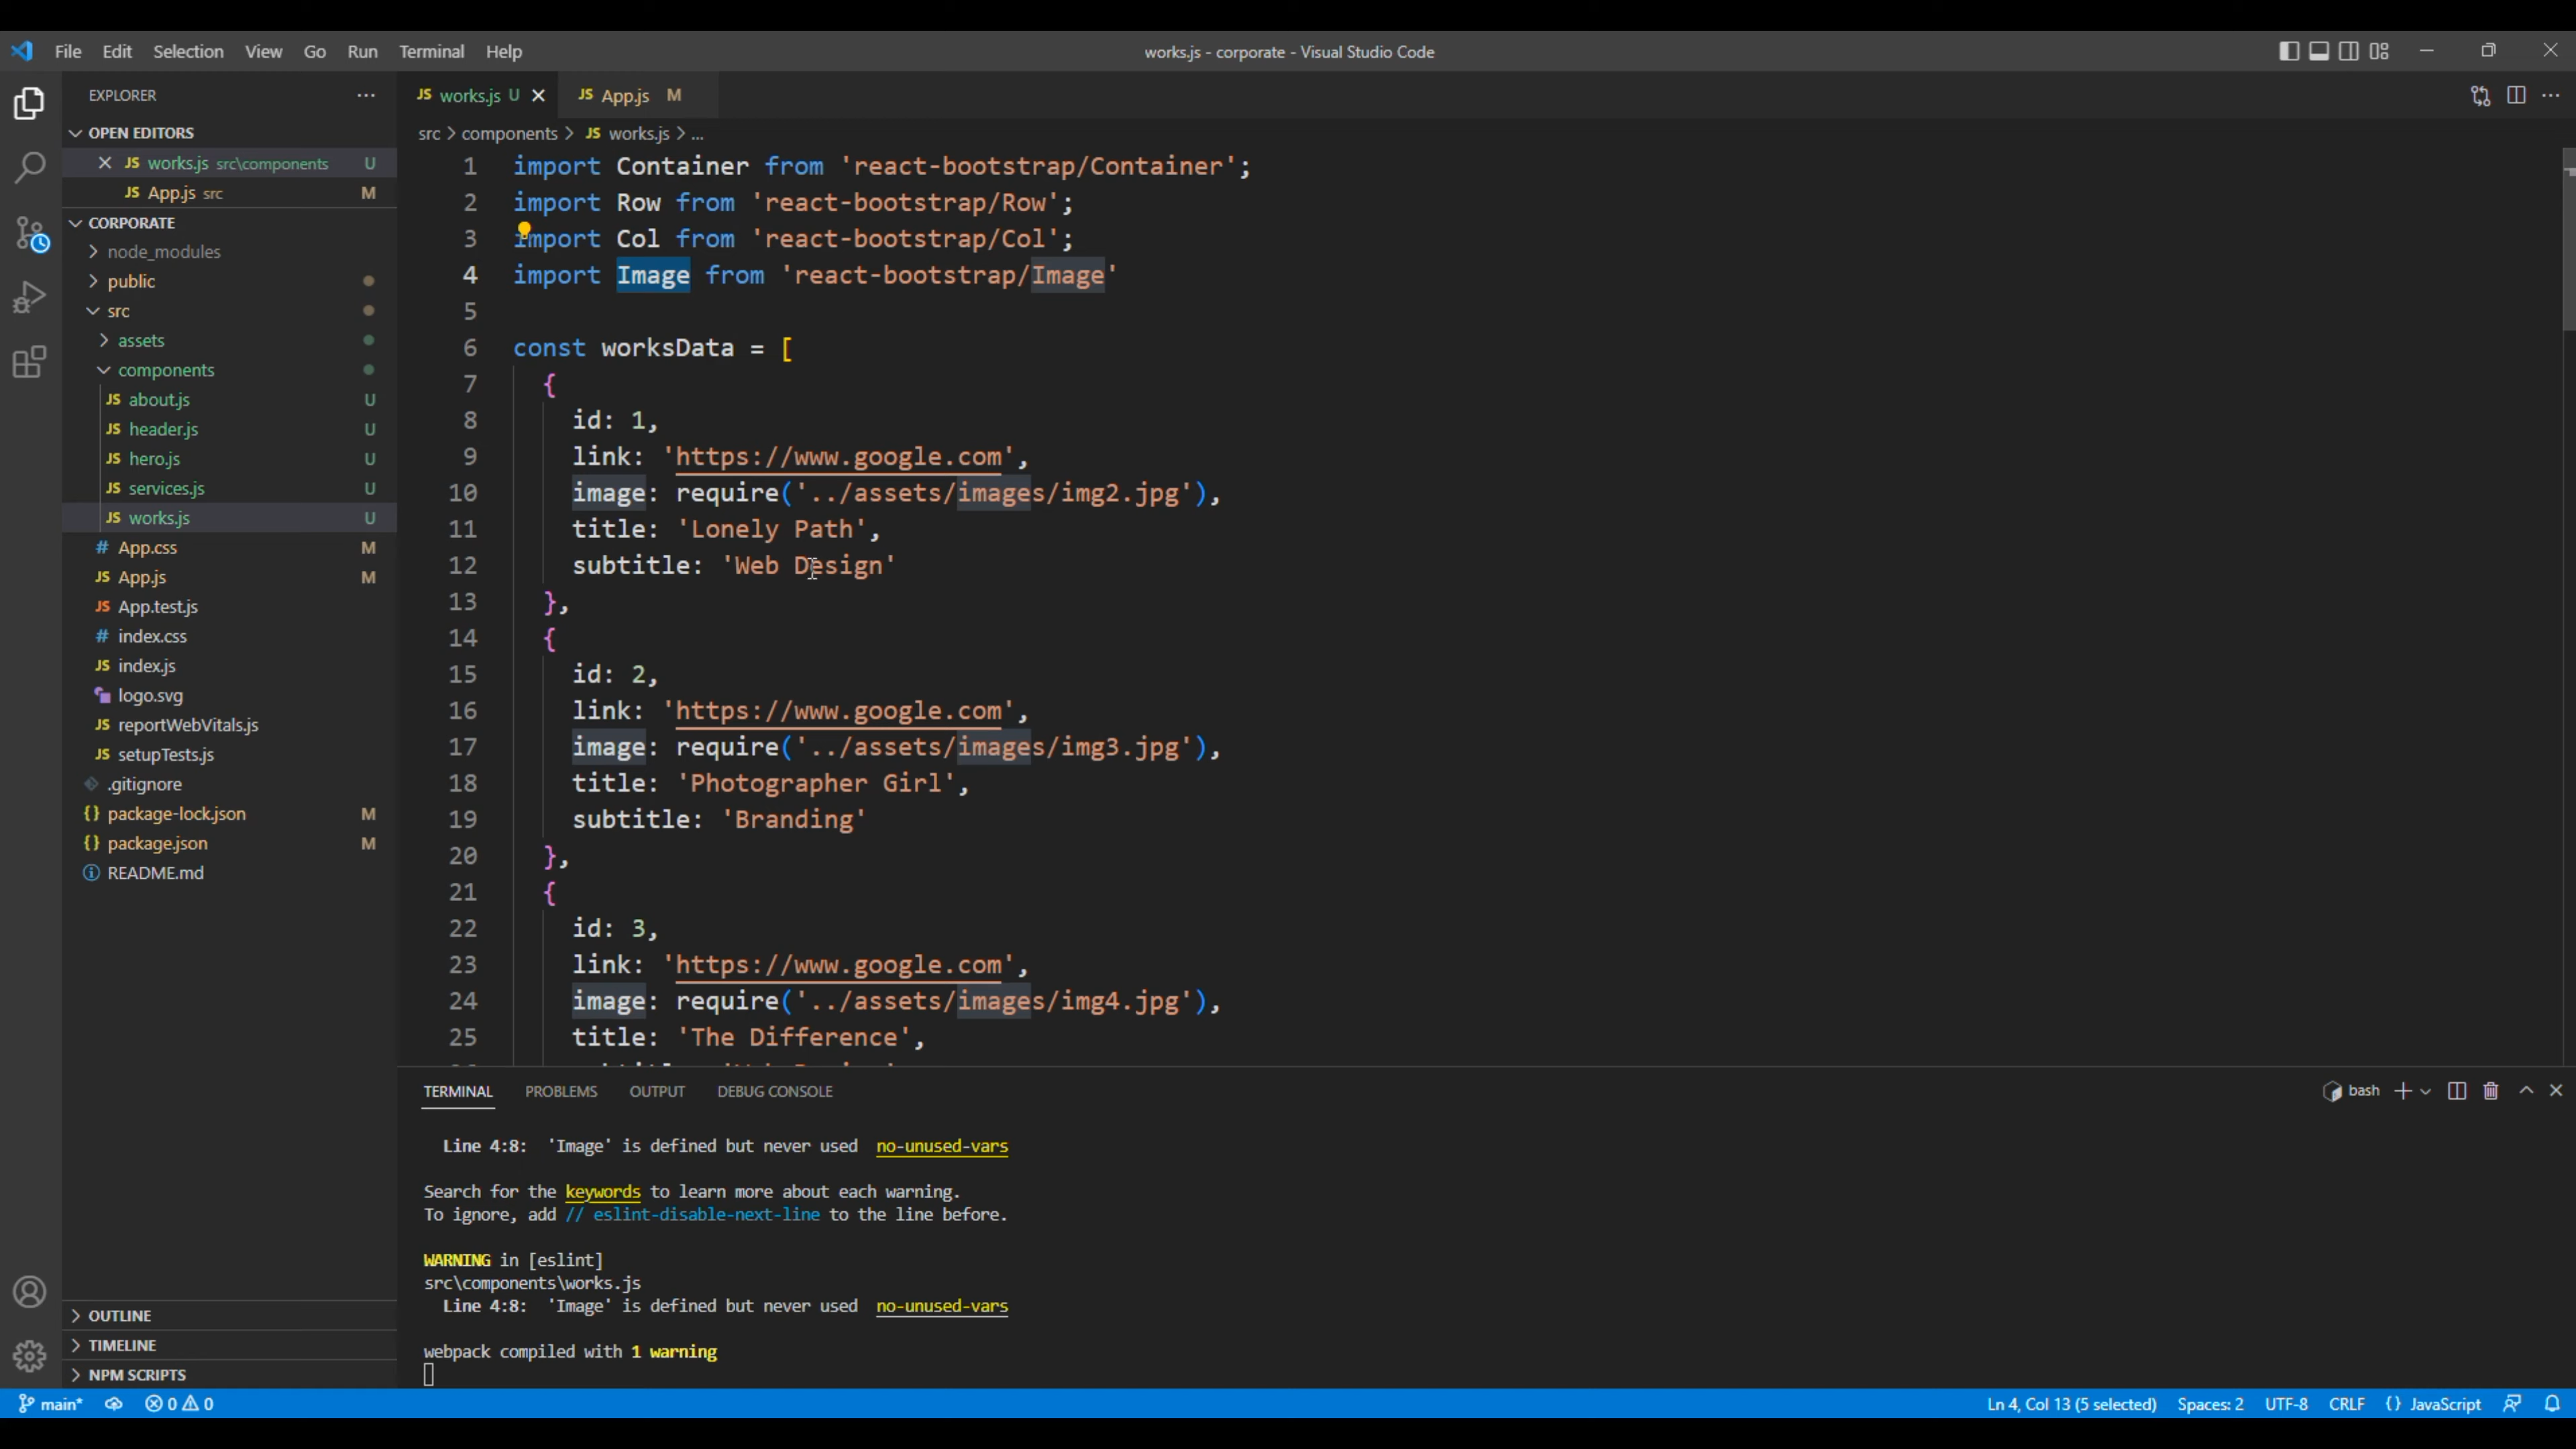 File Edit Selection View Go Run Terminal Help
works.js - corporate - Visual Studio Code
EXPLORER
OPEN EDITORS
JS works.js src\components U
JS App.js src M
CORPORATE
node_modules
public
src
assets
components
JS about.js U
JS header.js U
JS hero.js U
JS services.js U
JS works.js U
# App.css M
JS App.js M
JS App.test.js
# index.css
JS index.js
logo.svg
JS reportWebVitals.js
JS setupTests.js
.gitignore
{} package-lock.json M
{} package.json M
README.md
OUTLINE
TIMELINE
NPM SCRIPTS
JS works.js U
JS App.js M
src > components > JS works.js > ...
1 import Container from 'react-bootstrap/Container';
2 import Row from 'react-bootstrap/Row';
3 import Col from 'react-bootstrap/Col';
4 import Image from 'react-bootstrap/Image'
5
6 const worksData = [
7 {
8 id: 1,
9 link: 'https://www.google.com',
10 image: require('../assets/images/img2.jpg'),
11 title: 'Lonely Path',
12 subtitle: 'Web Design'
13 },
14 {
15 id: 2,
16 link: 'https://www.google.com',
17 image: require('../assets/images/img3.jpg'),
18 title: 'Photographer Girl',
19 subtitle: 'Branding'
20 },
21 {
22 id: 3,
23 link: 'https://www.google.com',
24 image: require('../assets/images/img4.jpg'),
25 title: 'The Difference',
TERMINAL PROBLEMS OUTPUT DEBUG CONSOLE
bash
Line 4:8: 'Image' is defined but never used no-unused-vars
Search for the keywords to learn more about each warning.
To ignore, add // eslint-disable-next-line to the line before.
WARNING in [eslint]
src\components\works.js
Line 4:8: 'Image' is defined but never used no-unused-vars
webpack compiled with 1 warning
main* 0 0
Ln 4, Col 13 (5 selected) Spaces: 2 UTF-8 CRLF {} JavaScript